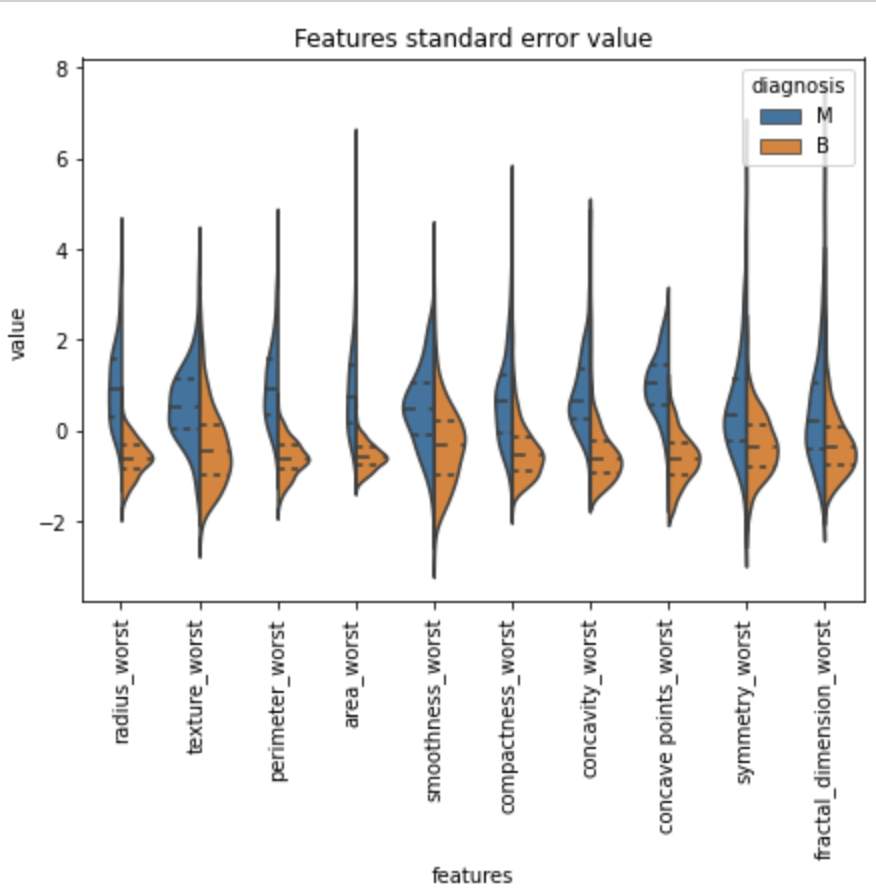 Features standard error value
diagnosis
M
B
8
6
4
2
0
−2
value
radius_worst
texture_worst
perimeter_worst
area_worst
smoothness_worst
compactness_worst
concavity_worst
concave points_worst
symmetry_worst
fractal_dimension_worst
features